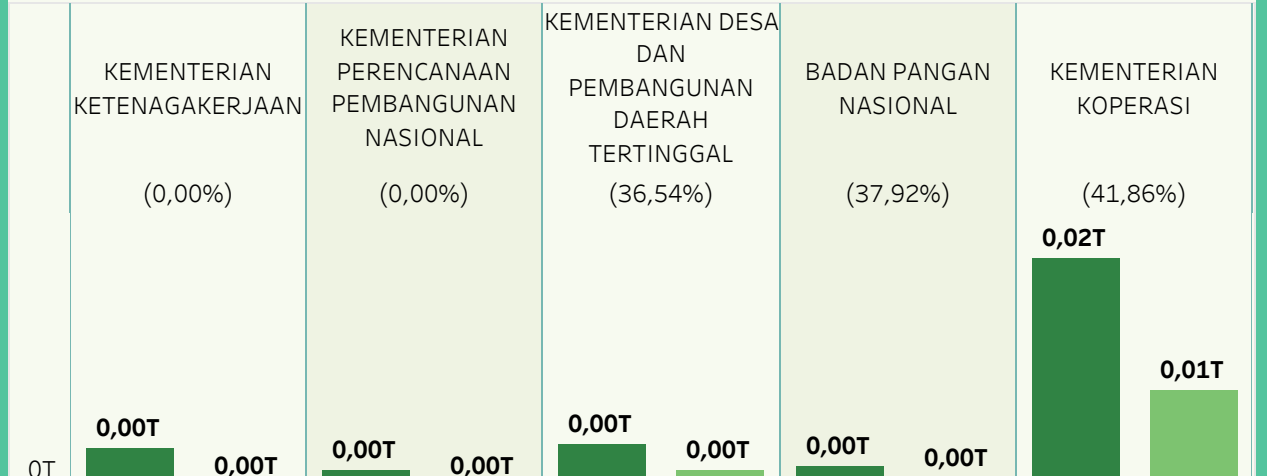 KEMENTERIAN
KETENAGAKERJAAN
(0,00%)
KEMENTERIAN
PERENCANAAN
PEMBANGUNAN
NASIONAL
(0,00%)
KEMENTERIAN DESA
DAN
PEMBANGUNAN
DAERAH
TERTINGGAL
(36,54%)
BADAN PANGAN
NASIONAL
(37,92%)
KEMENTERIAN
KOPERASI
(41,86%)
0,02T
0,01T
0,00T
0,00T
0,00T
0,00T
0,00T
0,00T
0,00T
0,00T
0T